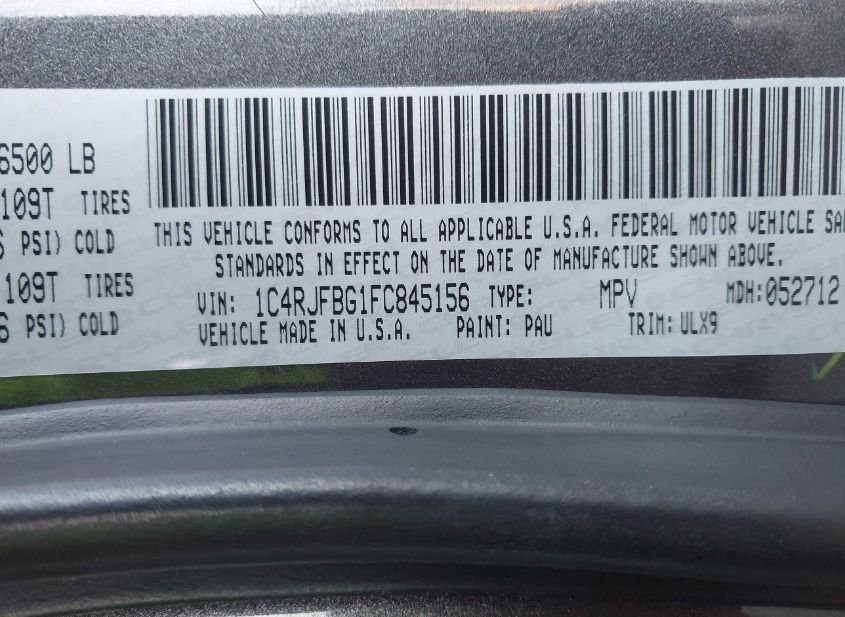 6500 LB
109T TIRES
PSI) COLD
109T TIRES
PSI) COLD
THIS VEHICLE CONFORMS TO ALL APPLICABLE U.S.A. FEDERAL MOTOR VEHICLE SA
STANDARDS IN EFFECT ON THE DATE OF MANUFACTURE SHOWN ABOVE.
VIN: 1C4RJFBG1FC845156 TYPE: MPV MDH:052712
VEHICLE MADE IN U.S.A. PAINT: PAU TRIM: ULX9